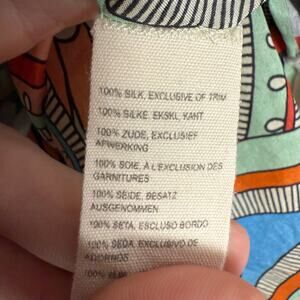 100% SILK, EXCLUSIVE OF TRIM
100% SILKE, EKSKL. KANT
100% ZIJDE, EXCLUSIEF
AFWERKING
100% SOIE, À L'EXCLUSION DES
GARNITURES
100% SEIDE, BESATZ
AUSGENOMMEN
100% SETA, ESCLUSO BORDO
100% SEDA, EXCLUSIVO DE
ADORNOS
100%